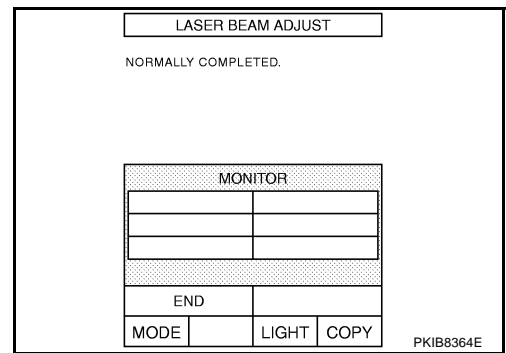 LASER BEAM ADJUST
NORMALLY COMPLETED.
MONITOR
END
MODE LIGHT COPY
PKIB8364E